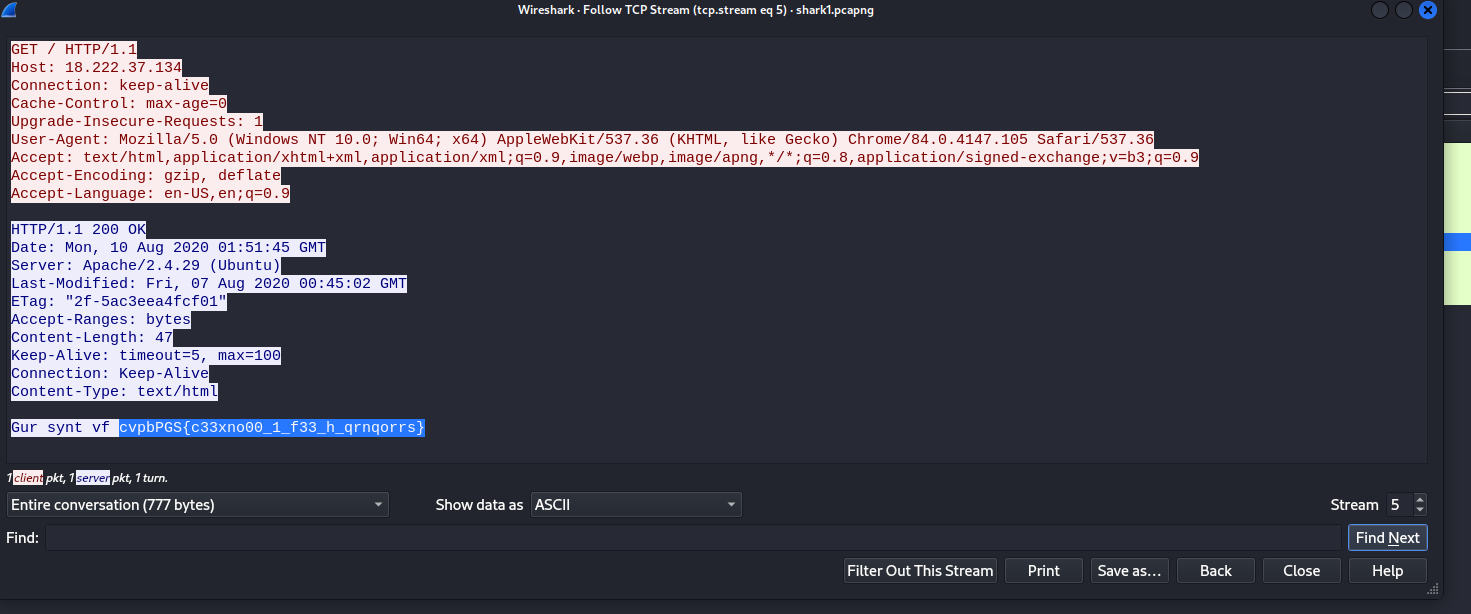 Wireshark · Follow TCP Stream (tcp.stream eq 5) · shark1.pcapng
GET / HTTP/1.1
Host: 18.222.37.134
Connection: keep-alive
Cache-Control: max-age=0
Upgrade-Insecure-Requests: 1
User-Agent: Mozilla/5.0 (Windows NT 10.0; Win64; x64) AppleWebKit/537.36 (KHTML, like Gecko) Chrome/84.0.4147.105 Safari/537.36
Accept: text/html,application/xhtml+xml,application/xml;q=0.9,image/webp,image/apng,*/*;q=0.8,application/signed-exchange;v=b3;q=0.9
Accept-Encoding: gzip, deflate
Accept-Language: en-US,en;q=0.9
HTTP/1.1 200 OK
Date: Mon, 10 Aug 2020 01:51:45 GMT
Server: Apache/2.4.29 (Ubuntu)
Last-Modified: Fri, 07 Aug 2020 00:45:02 GMT
ETag: "2f-5ac3eea4fcf01"
Accept-Ranges: bytes
Content-Length: 47
Keep-Alive: timeout=5, max=100
Connection: Keep-Alive
Content-Type: text/html
Gur synt vf cvpbPGS{c33xno00_1_f33_h_qrnqorrs}
1 client pkt, 1 server pkt, 1 turn.
Entire conversation (777 bytes) Show data as ASCII Stream 5
Find: Find Next
Filter Out This Stream Print Save as… Back Close Help